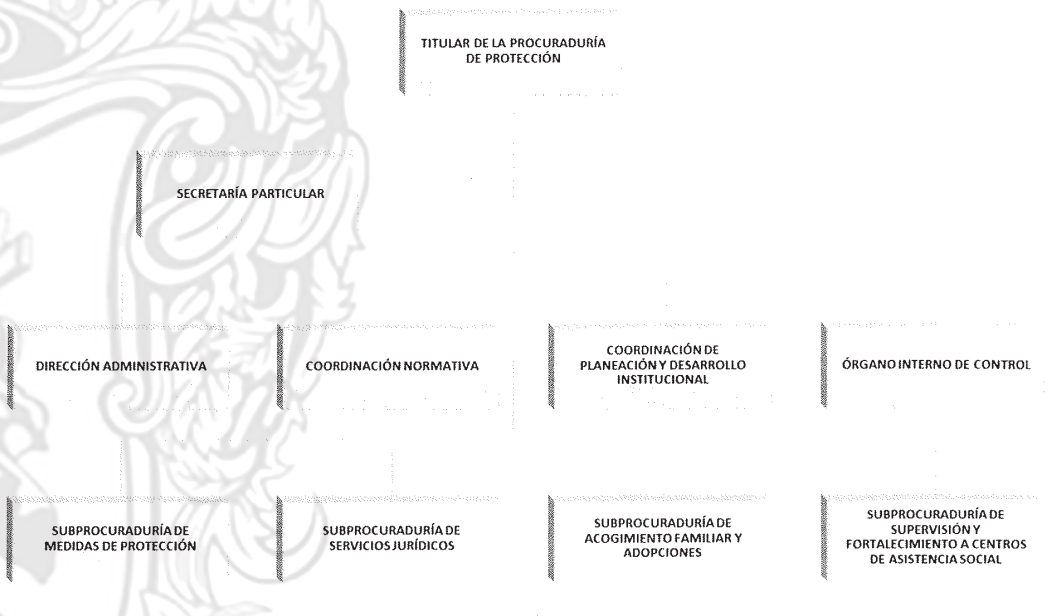 TITULAR DE LA PROCURADURÍA
DE PROTECCIÓN
SECRETARÍA PARTICULAR
DIRECCIÓN ADMINISTRATIVA
COORDINACIÓN NORMATIVA
COORDINACIÓN DE
PLANEACIÓN Y DESARROLLO
INSTITUCIONAL
ÓRGANO INTERNO DE CONTROL
SUBPROCURADURÍA DE
MEDIDAS DE PROTECCIÓN
SUBPROCURADURÍA DE
SERVICIOS JURÍDICOS
SUBPROCURADURÍA DE
ACOGIMIENTO FAMILIAR Y
ADOPCIONES
SUBPROCURADURÍA DE
SUPERVISIÓN Y
FORTALECIMIENTO A CENTROS
DE ASISTENCIA SOCIAL